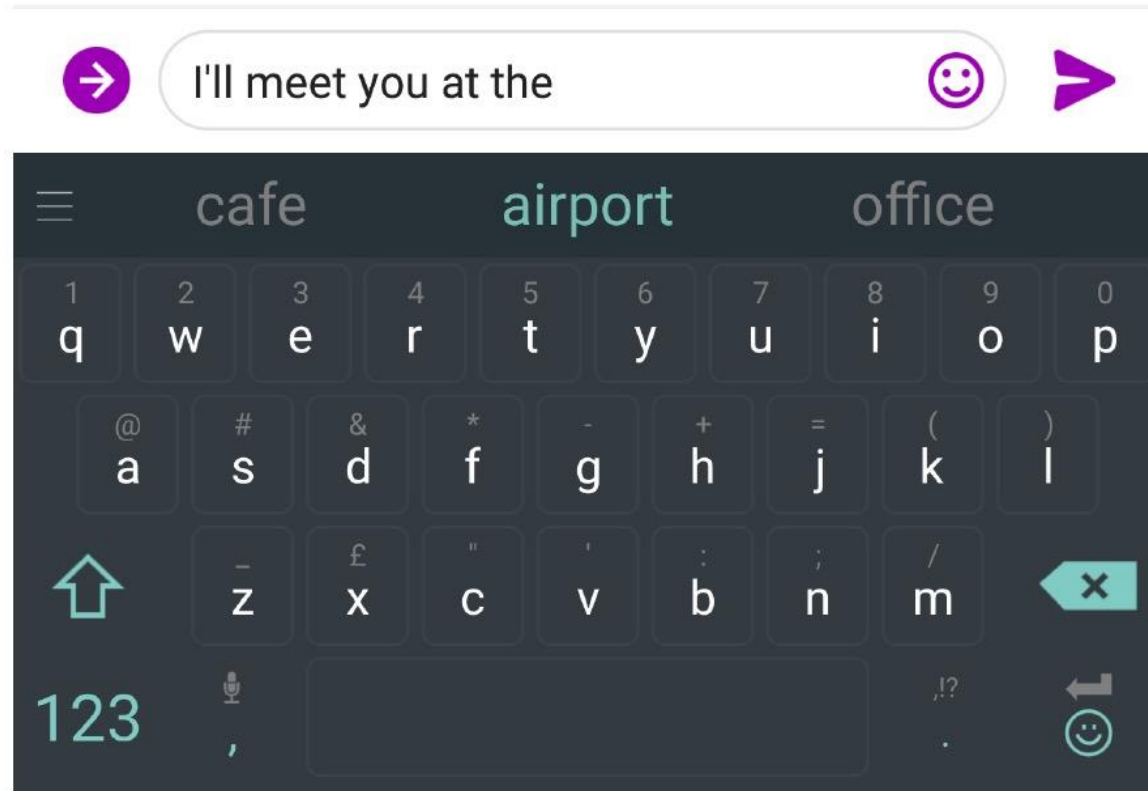 I'll meet you at the
cafe airport office
1 2 3 4 5 6 7 8 9 0
q w e r t y u i o p
@ # & * - + = ( )
a s d f g h j k l
_ £ " ' : ; /
z x c v b n m
123 , ,!? .